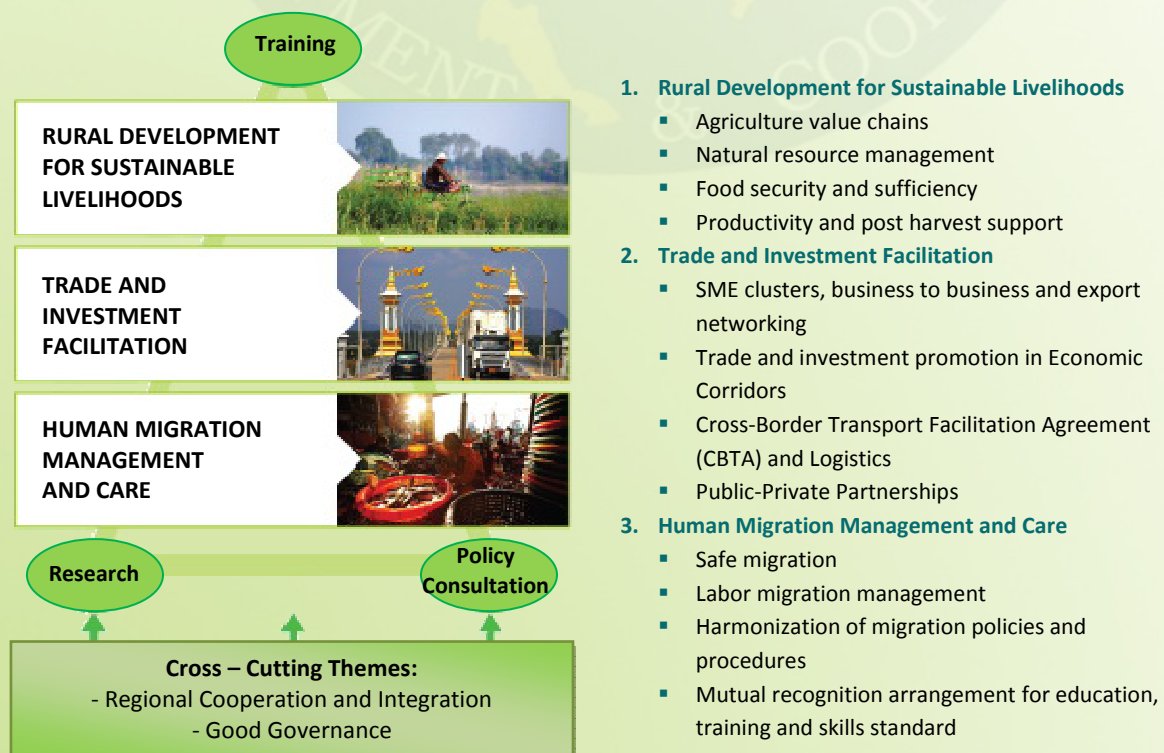 Training
RURAL DEVELOPMENT
FOR SUSTAINABLE
LIVELIHOODS
TRADE AND
INVESTMENT
FACILITATION
HUMAN MIGRATION
MANAGEMENT
AND CARE
Research
Policy
Consultation
Cross – Cutting Themes:
- Regional Cooperation and Integration
- Good Governance
MENT & COOP
1. Rural Development for Sustainable Livelihoods
▪ Agriculture value chains
▪ Natural resource management
▪ Food security and sufficiency
▪ Productivity and post harvest support
2. Trade and Investment Facilitation
▪ SME clusters, business to business and export
networking
▪ Trade and investment promotion in Economic
Corridors
▪ Cross-Border Transport Facilitation Agreement
(CBTA) and Logistics
▪ Public-Private Partnerships
3. Human Migration Management and Care
▪ Safe migration
▪ Labor migration management
▪ Harmonization of migration policies and
procedures
▪ Mutual recognition arrangement for education,
training and skills standard